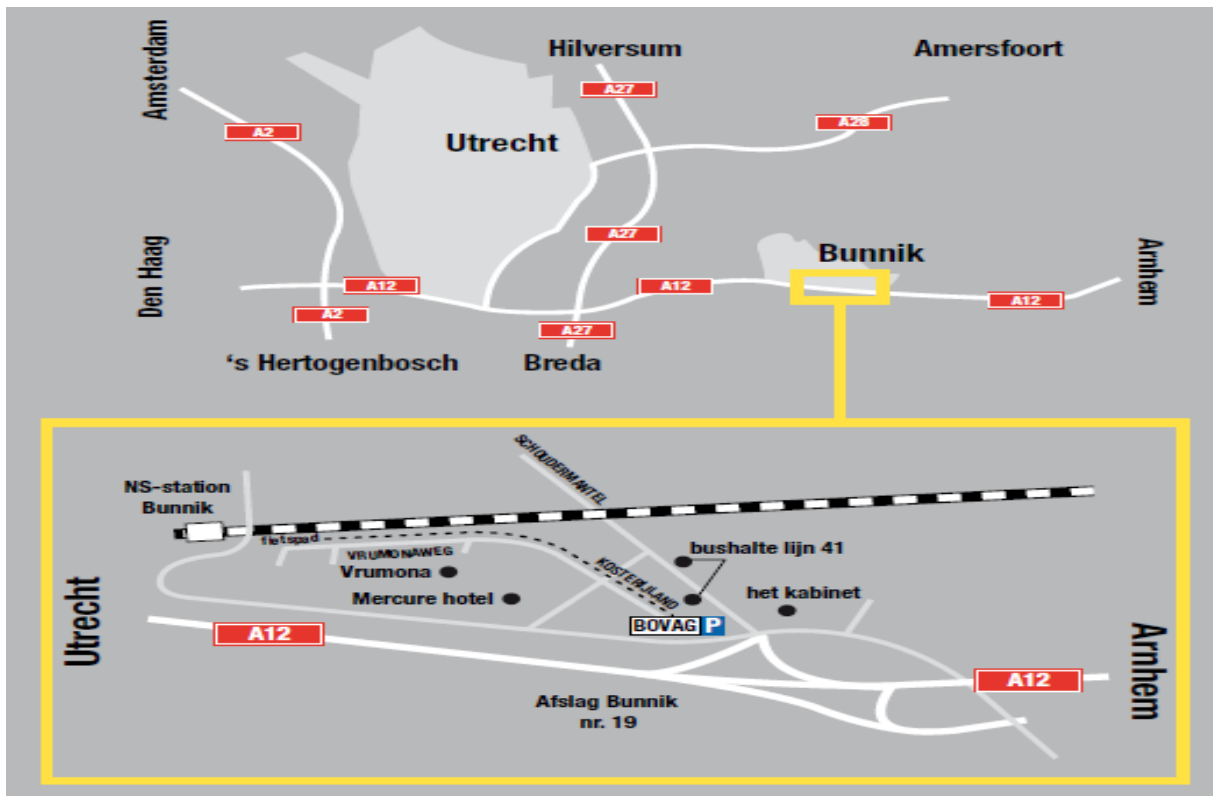 Amsterdam
Hilversum
Amersfoort
A27
A2
A28
Utrecht
A27
Den Haag
Bunnik
Arnhem
A12
A12
A12
A2
A27
‘s Hertogenbosch
Breda
SCHOUDERMANTEL
NS-station
Bunnik
fietspad
VRUMONAWEG
bushalte lijn 41
Vrumona
KOSTERIJLAND
Mercure hotel
het kabinet
BOVAG P
Utrecht
A12
Arnhem
A12
Afslag Bunnik
nr. 19